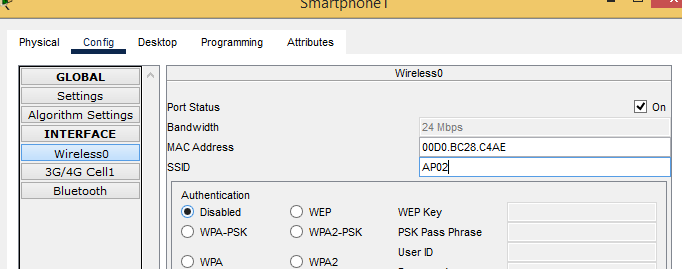 Smartphone1
Physical Config Desktop Programming Attributes
GLOBAL
Settings
Algorithm Settings
INTERFACE
Wireless0
3G/4G Cell1
Bluetooth
Wireless0
Port Status On
Bandwidth 24 Mbps
MAC Address 00D0.BC28.C4AE
SSID AP02
Authentication
Disabled WEP WEP Key
WPA-PSK WPA2-PSK PSK Pass Phrase
User ID
WPA WPA2